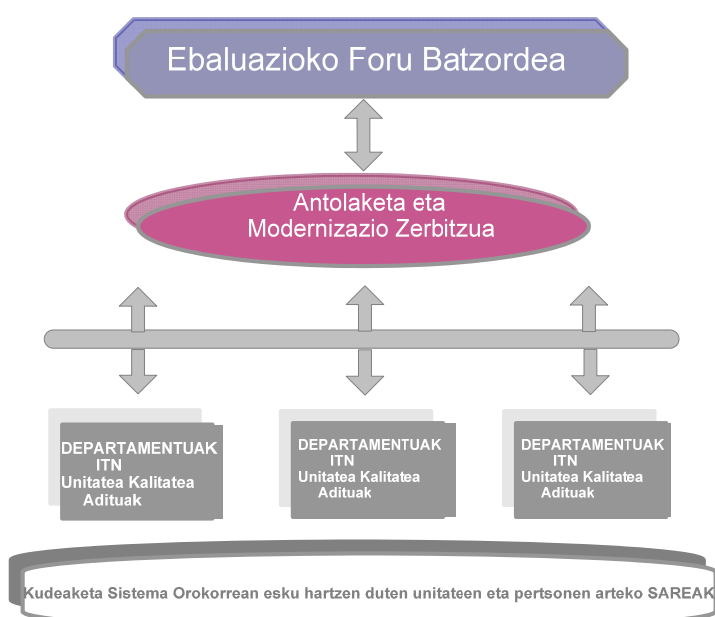 Ebaluazioko Foru Batzordea
Antolaketa eta
Modernizazio Zerbitzua
DEPARTAMENTUAK
ITN
Unitatea Kalitatea
Adituak
DEPARTAMENTUAK
ITN
Unitatea Kalitatea
Adituak
DEPARTAMENTUAK
ITN
Unitatea Kalitatea
Adituak
Kudeaketa Sistema Orokorrean esku hartzen duten unitateen eta pertsonen arteko SAREAK